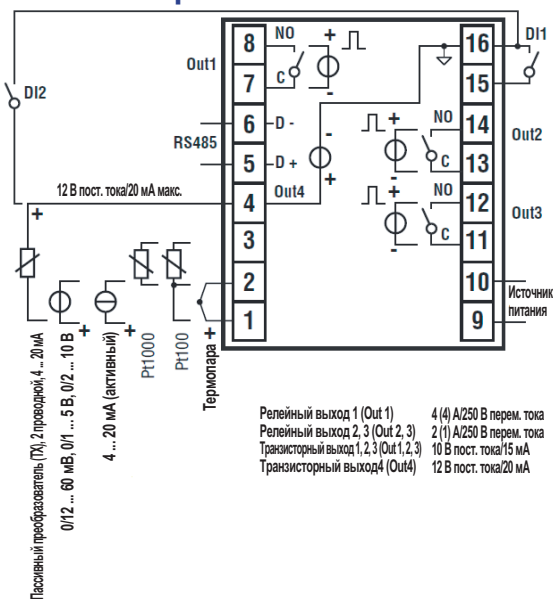 8
NO
+
16
DI1
Out1
7
C
-
15
DI2
6
D -
-
+
NO
14
Out2
RS485
5
D +
+
-
C
13
12 В пост. тока/20 мА макс.
4
Out4
+
NO
12
Out3
+
3
-
C
11
2
10
Источник
питания
1
9
+
+
+
Пассивный преобразователь (TX), 2 проводной, 4 ... 20 мА
0/12 ... 60 мВ, 0/1 ... 5 В, 0/2 ... 10 В
4 ... 20 мА (активный)
Pt1000
Pt100
Термопара
Релейный выход 1 (Out 1) 4 (4) А/250 В перем. тока
Релейный выход 2, 3 (Out 2, 3) 2 (1) А/250 В перем. тока
Транзисторный выход 1, 2, 3 (Out 1, 2, 3) 10 В пост. тока/15 мА
Транзисторный выход4 (Out4) 12 В пост. тока/20 мА